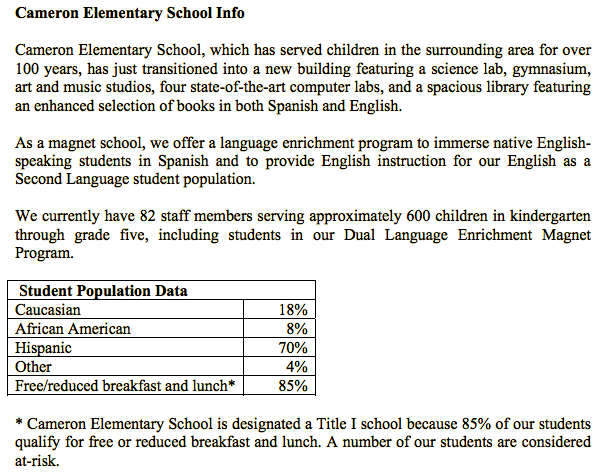 Cameron Elementary School Info
Cameron Elementary School, which has served children in the surrounding area for over
100 years, has just transitioned into a new building featuring a science lab, gymnasium,
art and music studios, four state-of-the-art computer labs, and a spacious library featuring
an enhanced selection of books in both Spanish and English.
As a magnet school, we offer a language enrichment program to immerse native English-
speaking students in Spanish and to provide English instruction for our English as a
Second Language student population.
We currently have 82 staff members serving approximately 600 children in kindergarten
through grade five, including students in our Dual Language Enrichment Magnet
Program.
Student Population Data
Caucasian 18%
African American 8%
Hispanic 70%
Other 4%
Free/reduced breakfast and lunch* 85%
* Cameron Elementary School is designated a Title I school because 85% of our students
qualify for free or reduced breakfast and lunch. A number of our students are considered
at-risk.